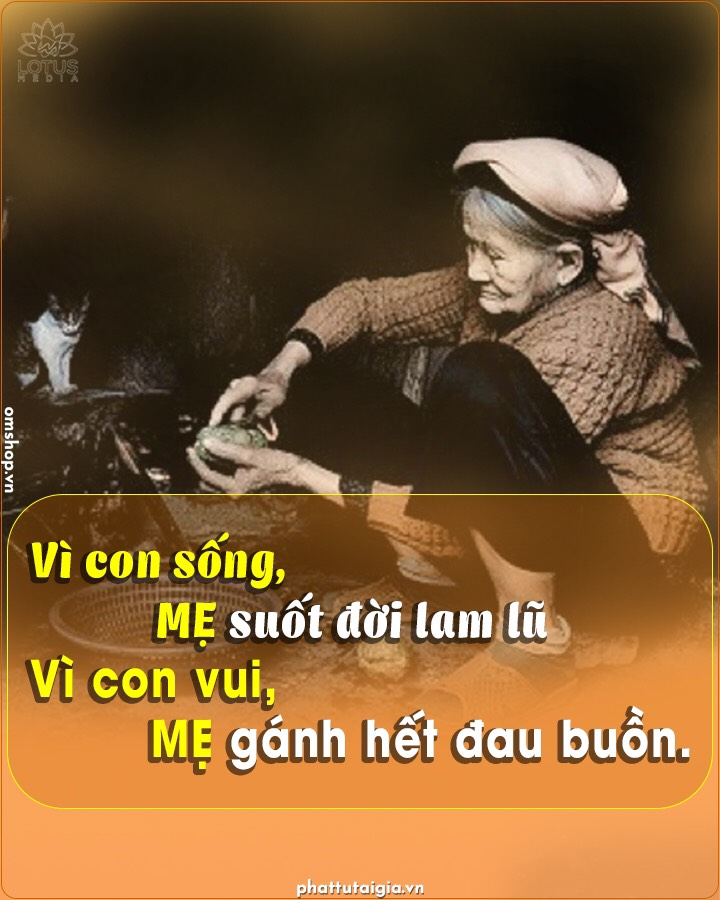 LOTUS
MEDIA
omshop.vn
Vì con sống,
MẸ suốt đời lam lũ
Vì con vui,
MẸ gánh hết đau buồn.
phattutaigia.vn